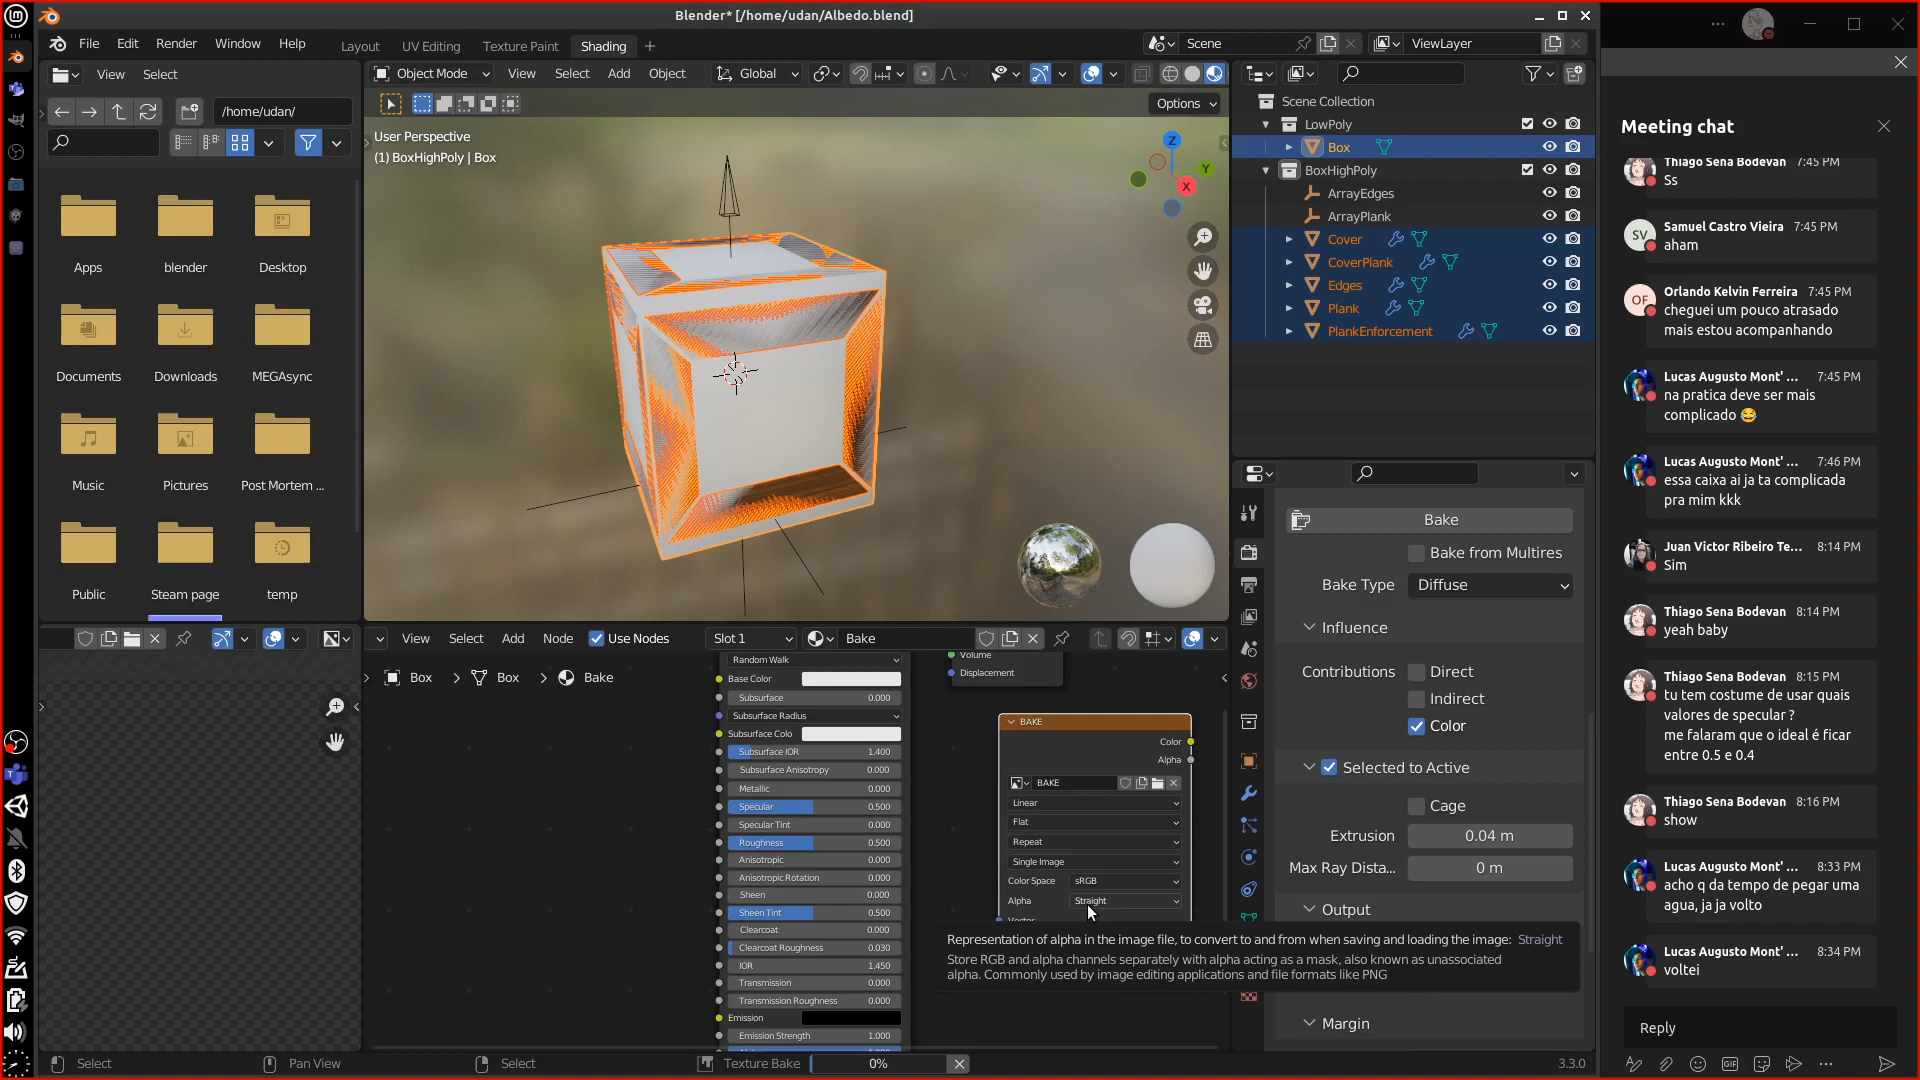 Blender* [/home/udan/Albedo.blend]
File Edit Render Window Help
Layout UV Editing Texture Paint Shading
Scene
ViewLayer
View Select
/home/udan/
Apps blender Desktop
Documents Downloads MEGAsync
Music Pictures Post Mortem ...
Public Steam page temp
Object Mode View Select Add Object Global
Options
User Perspective
(1) BoxHighPoly | Box
Z
Y
X
Scene Collection
LowPoly
Box
BoxHighPoly
ArrayEdges
ArrayPlank
Cover
CoverPlank
Edges
Plank
PlankEnforcement
Bake
Bake from Multires
Bake Type Diffuse
Influence
Contributions Direct
Indirect
Color
Selected to Active
Cage
Extrusion 0.04 m
Max Ray Dista... 0 m
Output
Margin
View Select Add Node Use Nodes Slot 1 Bake
Box Box Bake
Random Walk
Base Color
Subsurface 0.000
Subsurface Radius
Subsurface Colo
Subsurface IOR 1.400
Subsurface Anisotropy 0.000
Metallic 0.000
Specular 0.500
Specular Tint 0.000
Roughness 0.500
Anisotropic 0.000
Anisotropic Rotation 0.000
Sheen 0.000
Sheen Tint 0.500
Clearcoat 0.000
Clearcoat Roughness 0.030
IOR 1.450
Transmission 0.000
Transmission Roughness 0.000
Emission
Emission Strength 1.000
Volume
Displacement
BAKE
Color
Alpha
BAKE
Linear
Flat
Repeat
Single Image
Color Space sRGB
Alpha Straight
Representation of alpha in the image file, to convert to and from when saving and loading the image: Straight
Store RGB and alpha channels separately with alpha acting as a mask, also known as unassociated
alpha. Commonly used by image editing applications and file formats like PNG
Select Pan View Select Texture Bake 0% 3.3.0
Meeting chat
Thiago Sena Bodevan 7:45 PM
Ss
SV
Samuel Castro Vieira 7:45 PM
aham
OF
Orlando Kelvin Ferreira 7:45 PM
cheguei um pouco atrasado
mais estou acompanhando
Lucas Augusto Mont' ... 7:45 PM
na pratica deve ser mais
complicado 😂
Lucas Augusto Mont' ... 7:46 PM
essa caixa ai ja ta complicada
pra mim kkk
Juan Victor Ribeiro Te... 8:14 PM
Sim
Thiago Sena Bodevan 8:14 PM
yeah baby
Thiago Sena Bodevan 8:15 PM
tu tem costume de usar quais
valores de specular ?
me falaram que o ideal é ficar
entre 0.5 e 0.4
Thiago Sena Bodevan 8:16 PM
show
Lucas Augusto Mont' ... 8:33 PM
acho q da tempo de pegar uma
agua, ja ja volto
Lucas Augusto Mont' ... 8:34 PM
voltei
Reply
GIF